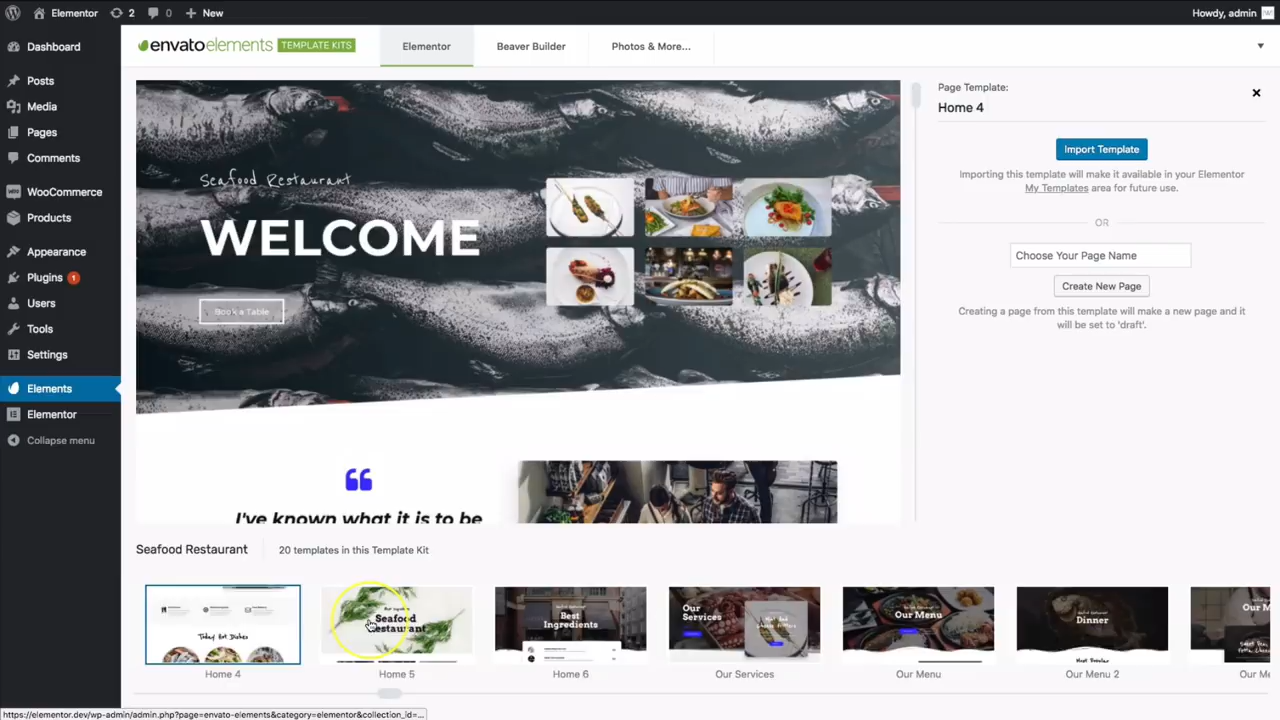 Elementor
2
0
New
Howdy, admin
Dashboard
Posts
Media
Pages
Comments
WooCommerce
Products
Appearance
Plugins 1
Users
Tools
Settings
Elements
Elementor
Collapse menu
envatoelements TEMPLATE KITS
Elementor
Beaver Builder
Photos & More...
Seafood Restaurant
WELCOME
Book a Table
I've known what it is to be
Page Template:
Home 4
Import Template
Importing this template will make it available in your Elementor
My Templates area for future use.
OR
Choose Your Page Name
Create New Page
Creating a page from this template will make a new page and it
will be set to 'draft'.
Seafood Restaurant
20 templates in this Template Kit
Today Hot Dishes
Home 4
Seafood
Restaurant
Home 5
Best
Ingredients
Home 6
Our
Services
Our Services
Our Menu
Our Menu
Dinner
Most Popular
Our Menu 2
Our M
Our Me
https://elementor.dev/wp-admin/admin.php?page=envato-elements&category=elementor&collection_id=...